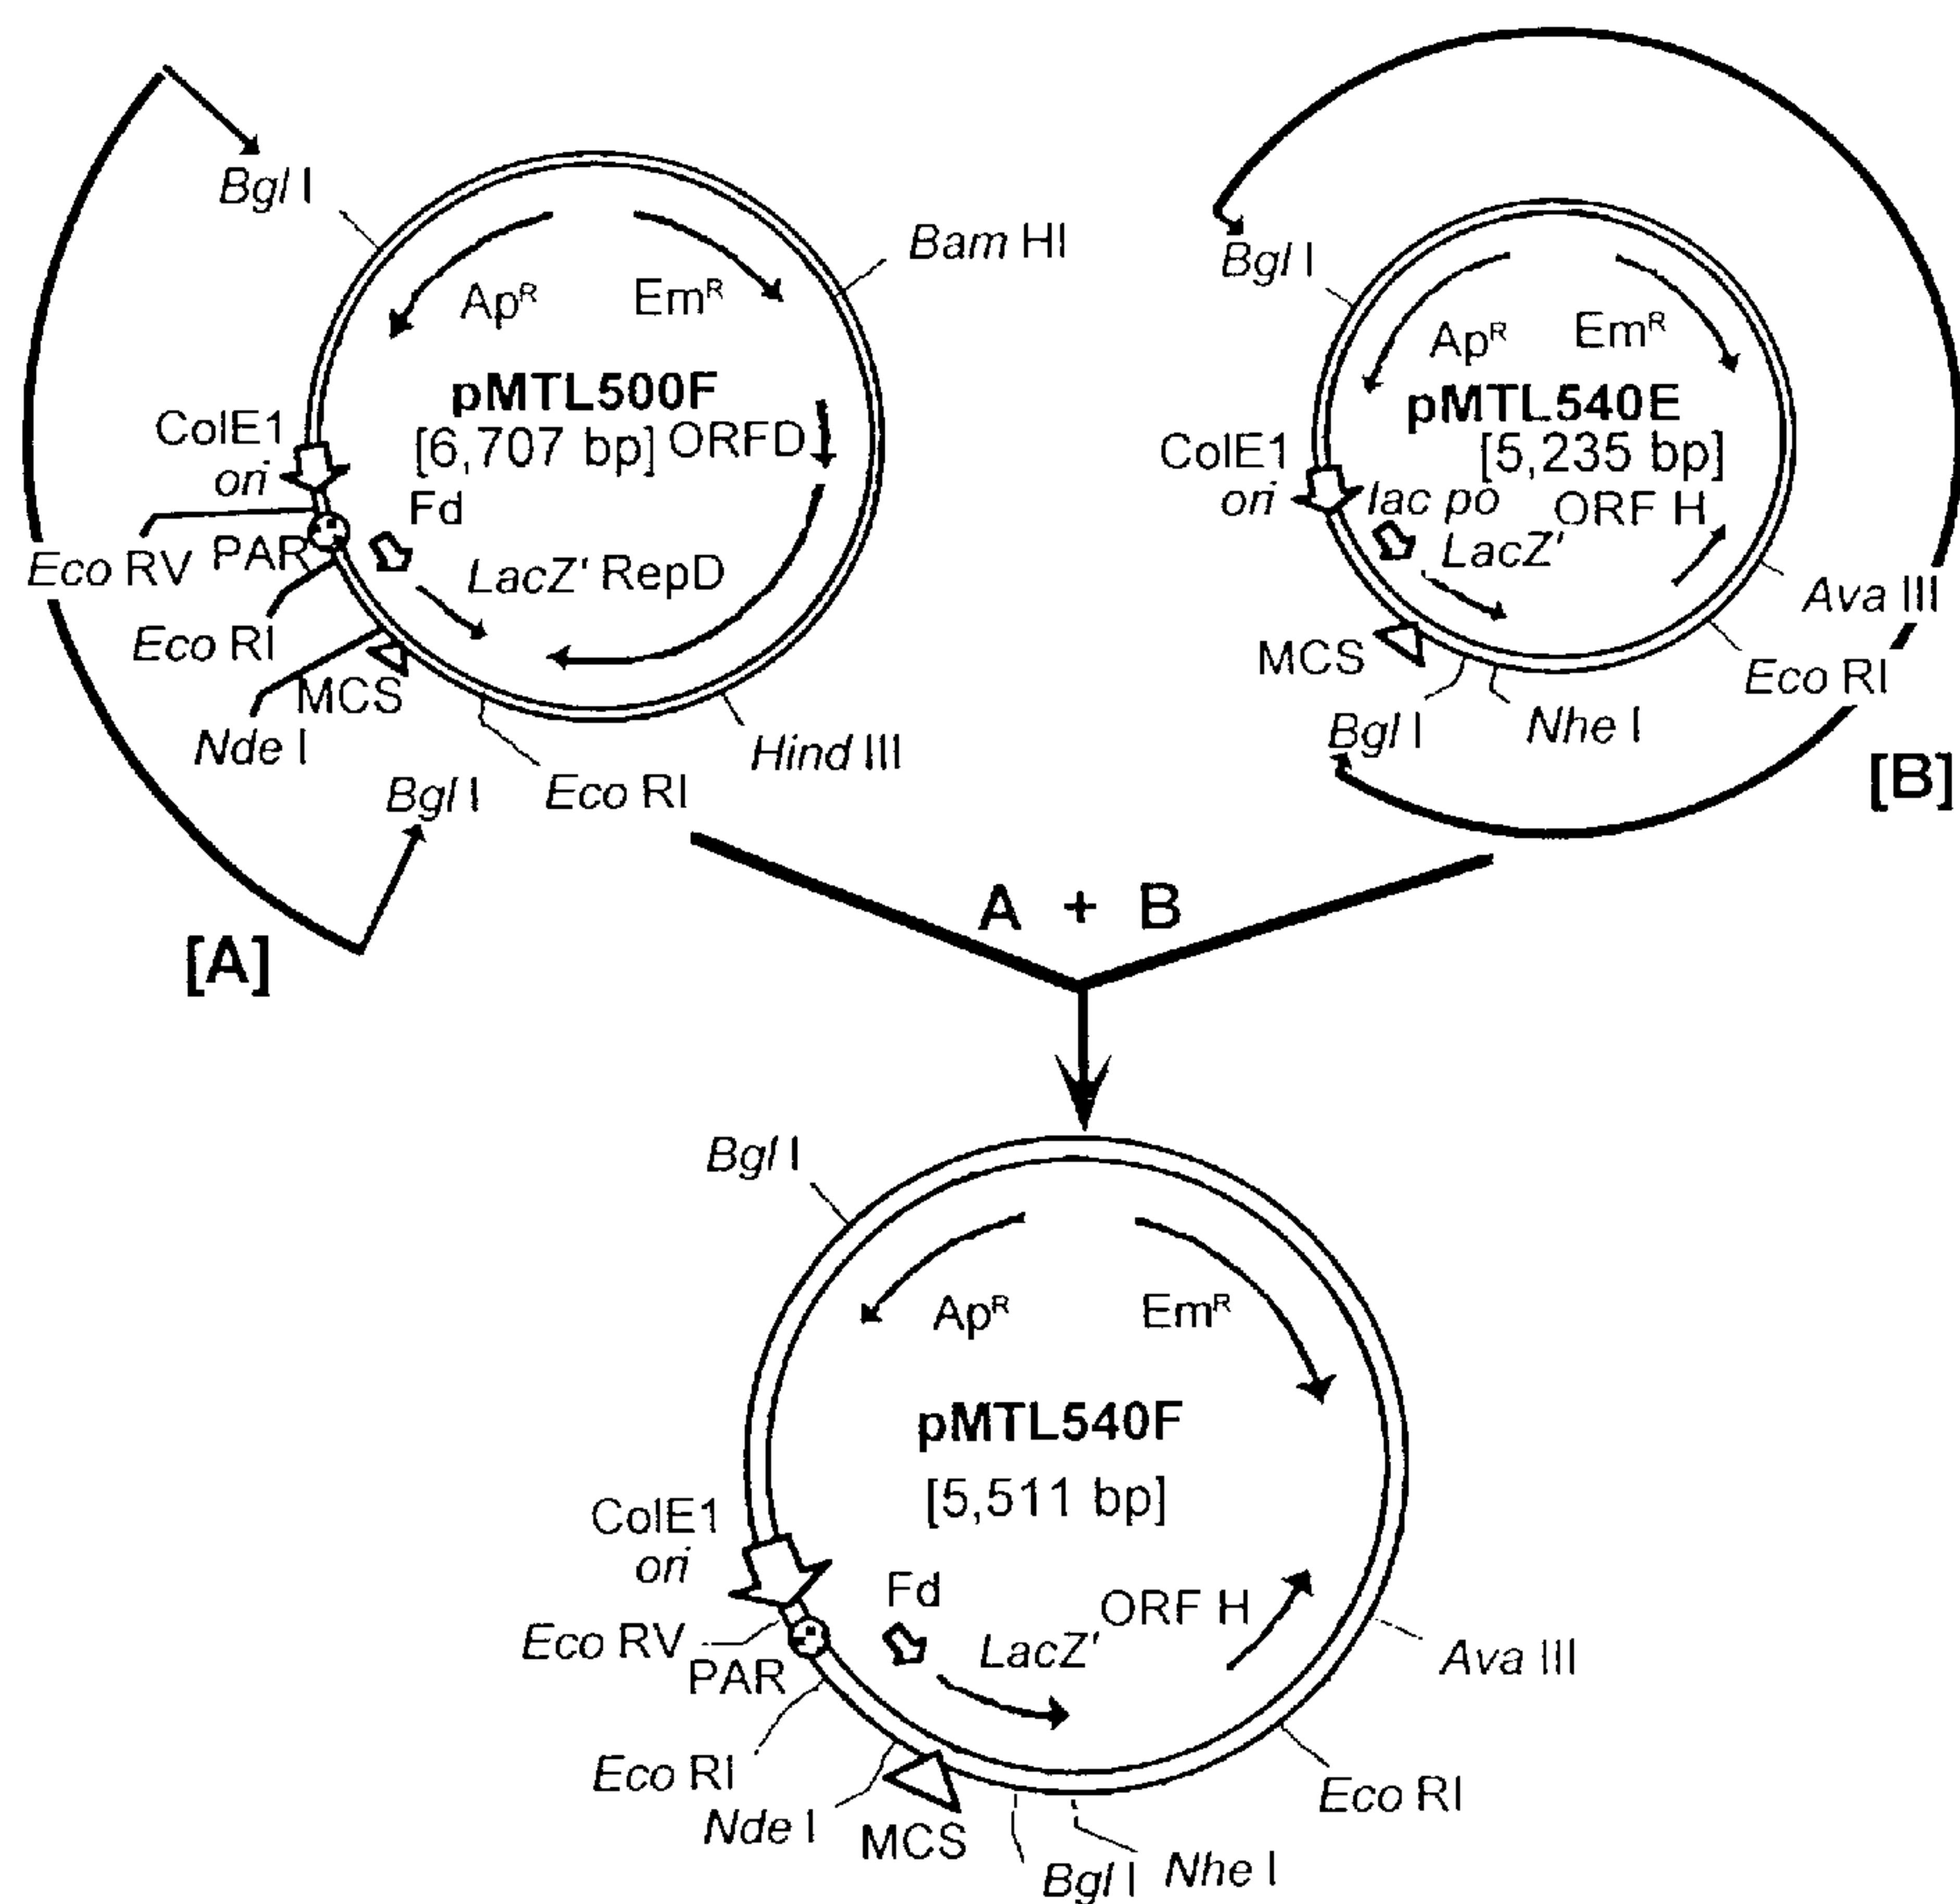 Bgl I
Bam HI
Ap^R
Em^R
pMTL500F
[6,707 bp]
ORFD
ColE1
ori
Fd
Eco RV
PAR
LacZ'
RepD
Eco RI
MCS
Nde I
Hind III
Bgl I
Eco RI
[A]
Bgl I
Ap^R
Em^R
pMTL540E
[5,235 bp]
ColE1
ori
lac po
ORF H
LacZ'
Ava III
MCS
Eco RI
Bgl I
Nhe I
[B]
A + B
Bgl I
Ap^R
Em^R
pMTL540F
[5,511 bp]
ColE1
ori
Fd
ORF H
Eco RV
PAR
LacZ'
Ava III
Eco RI
Nde I
MCS
Eco RI
Bgl I
Nhe I